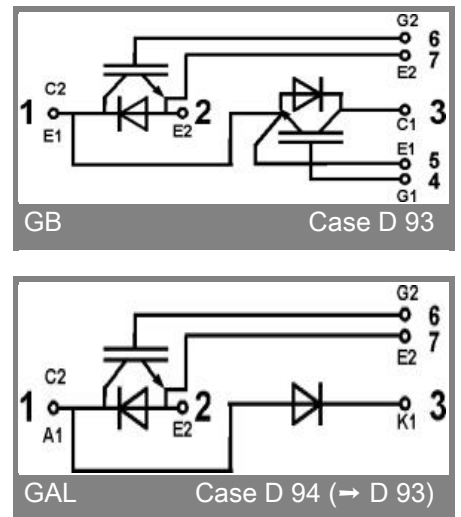 G2
6
7
C2
E2
1
2
3
E1
E2
C1
E1
5
4
G1
GB Case D 93
G2
6
7
C2
E2
1
2
3
A1
E2
K1
GAL Case D 94 (→ D 93)